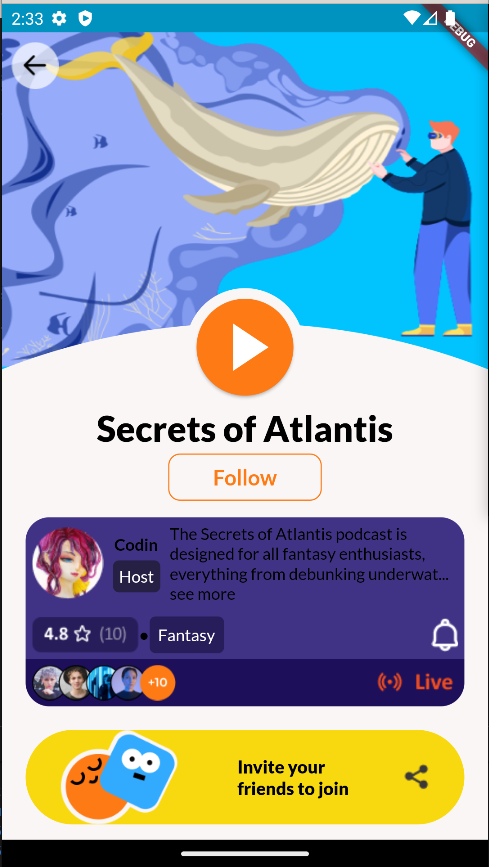 2:33
DEBUG
Secrets of Atlantis
Follow
Codin
Host
The Secrets of Atlantis podcast is
designed for all fantasy enthusiasts,
everything from debunking underwat...
see more
4.8 (10)
Fantasy
+10
Live
Invite your
friends to join